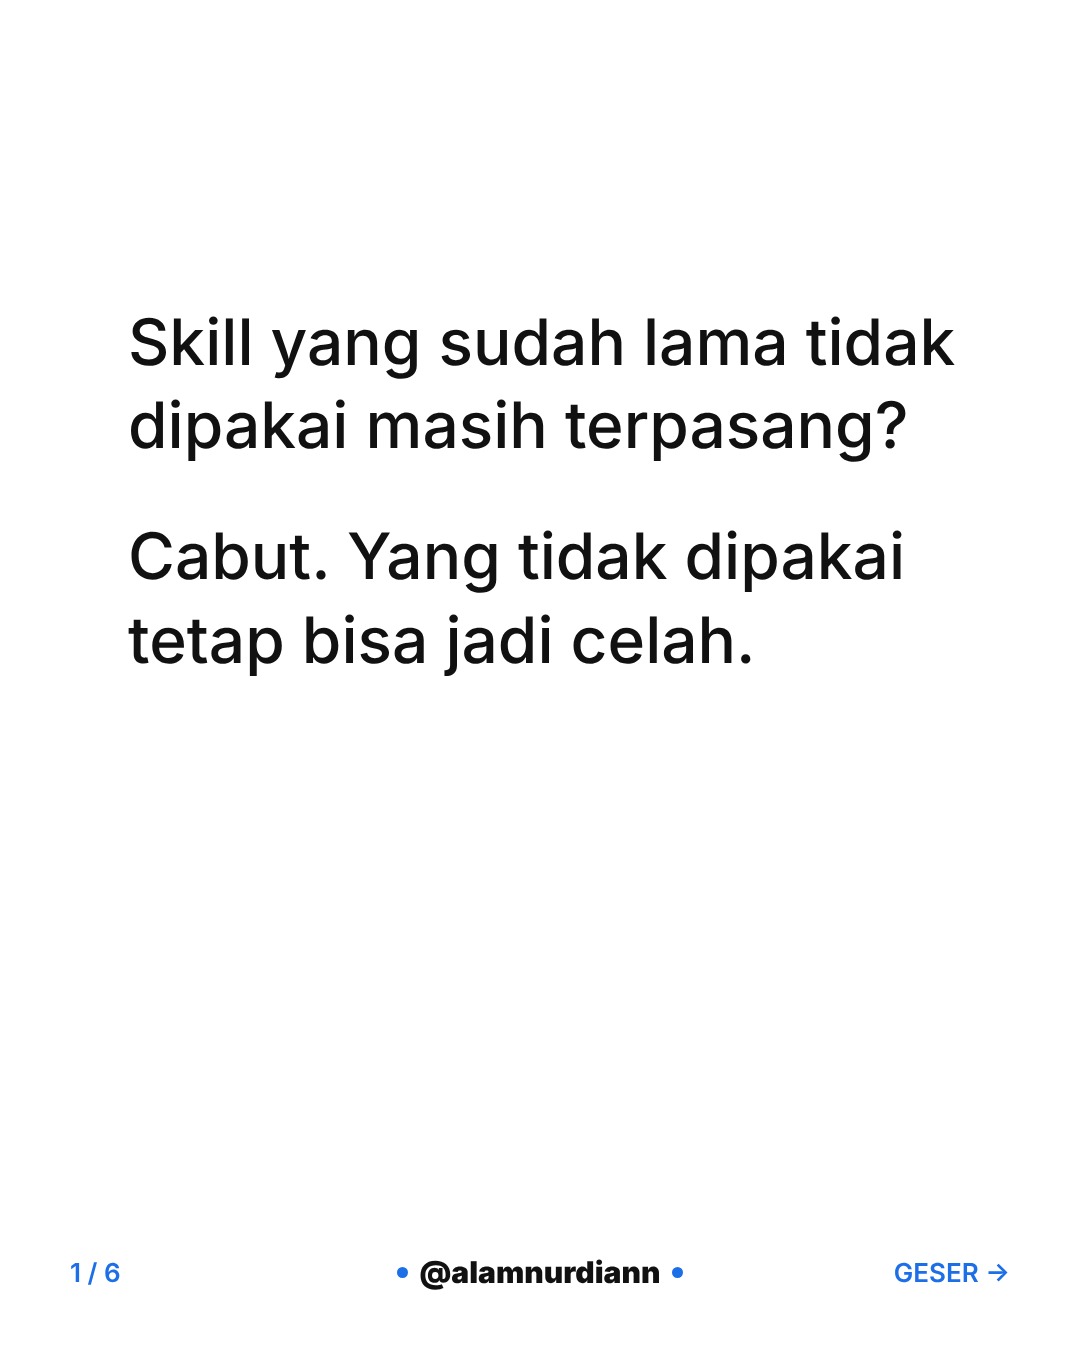 Skill yang sudah lama tidak
dipakai masih terpasang?
Cabut. Yang tidak dipakai
tetap bisa jadi celah.
1 / 6
• @alamnurdiann •
GESER →